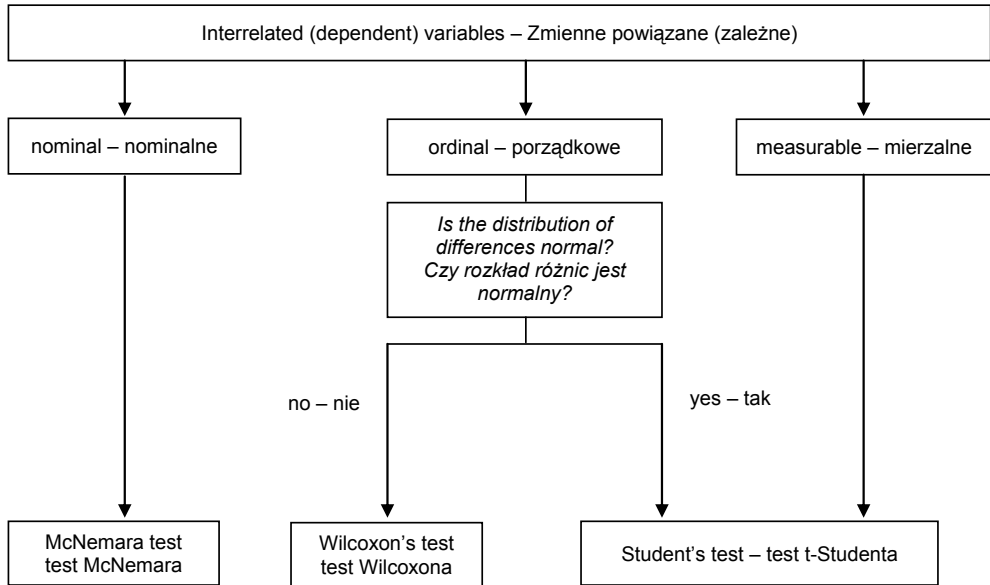 Interrelated (dependent) variables – Zmienne powiązane (zależne)
nominal – nominalne
ordinal – porządkowe
measurable – mierzalne
Is the distribution of
differences normal?
Czy rozkład różnic jest
normalny?
no – nie
yes – tak
McNemara test
test McNemara
Wilcoxon's test
test Wilcoxona
Student's test – test t-Studenta